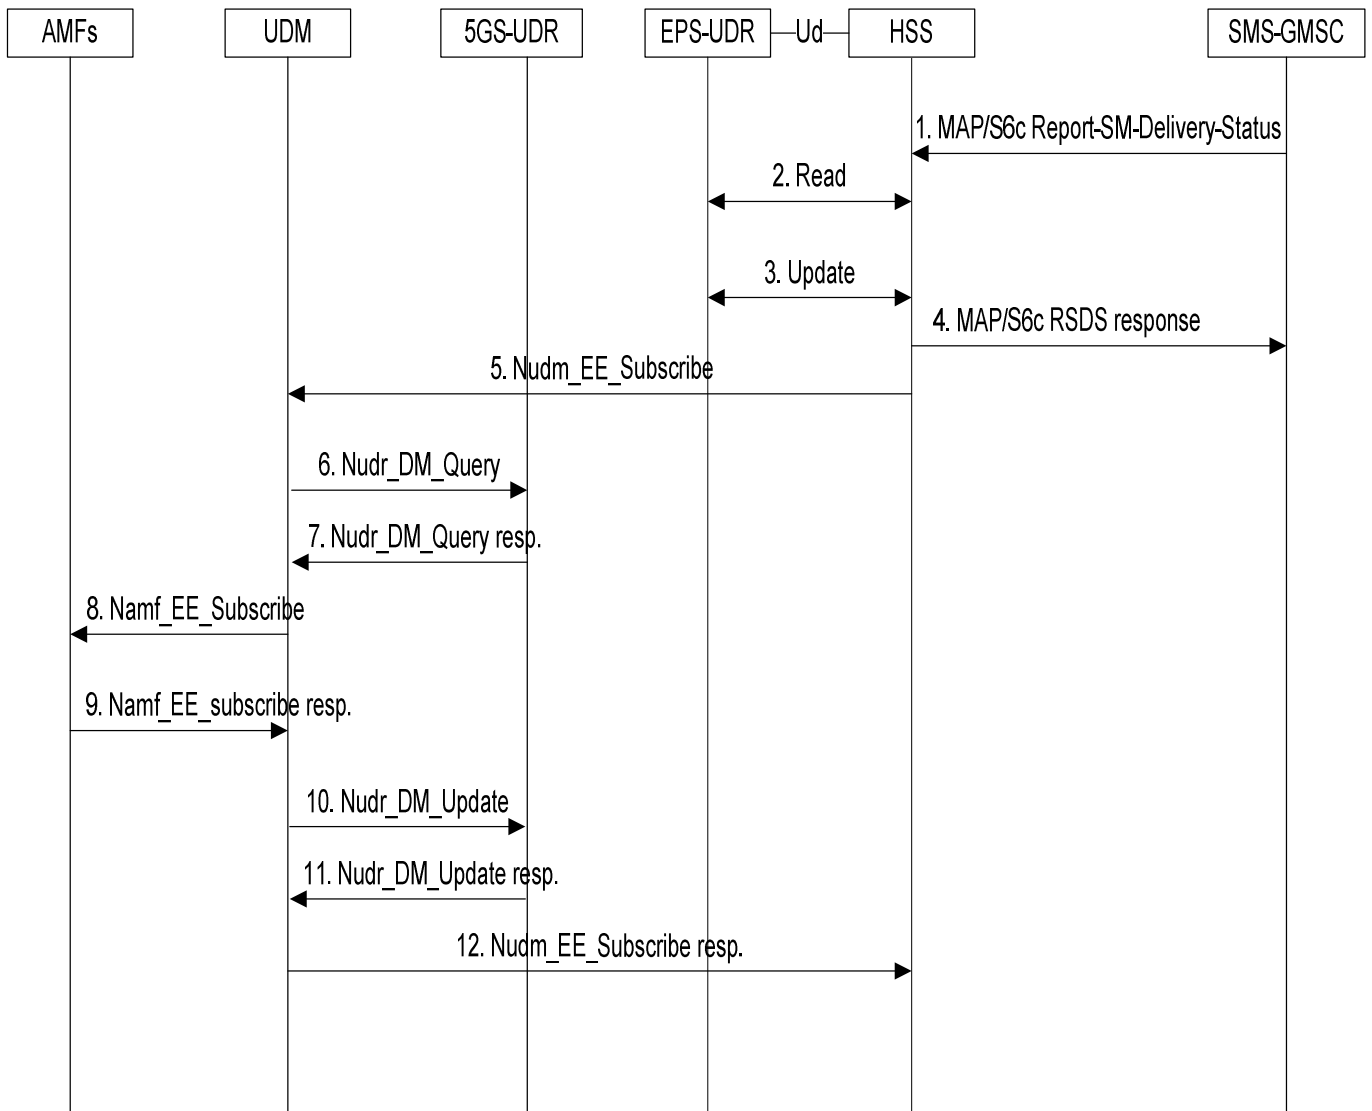 AMFs
UDM
5GS-UDR
EPS-UDR
Ud
HSS
SMS-GMSC
1. MAP/S6c Report-SM-Delivery-Status
2. Read
3. Update
4. MAP/S6c RSDS response
5. Nudm_EE_Subscribe
6. Nudr_DM_Query
7. Nudr_DM_Query resp.
8. Namf_EE_Subscribe
9. Namf_EE_subscribe resp.
10. Nudr_DM_Update
11. Nudr_DM_Update resp.
12. Nudm_EE_Subscribe resp.